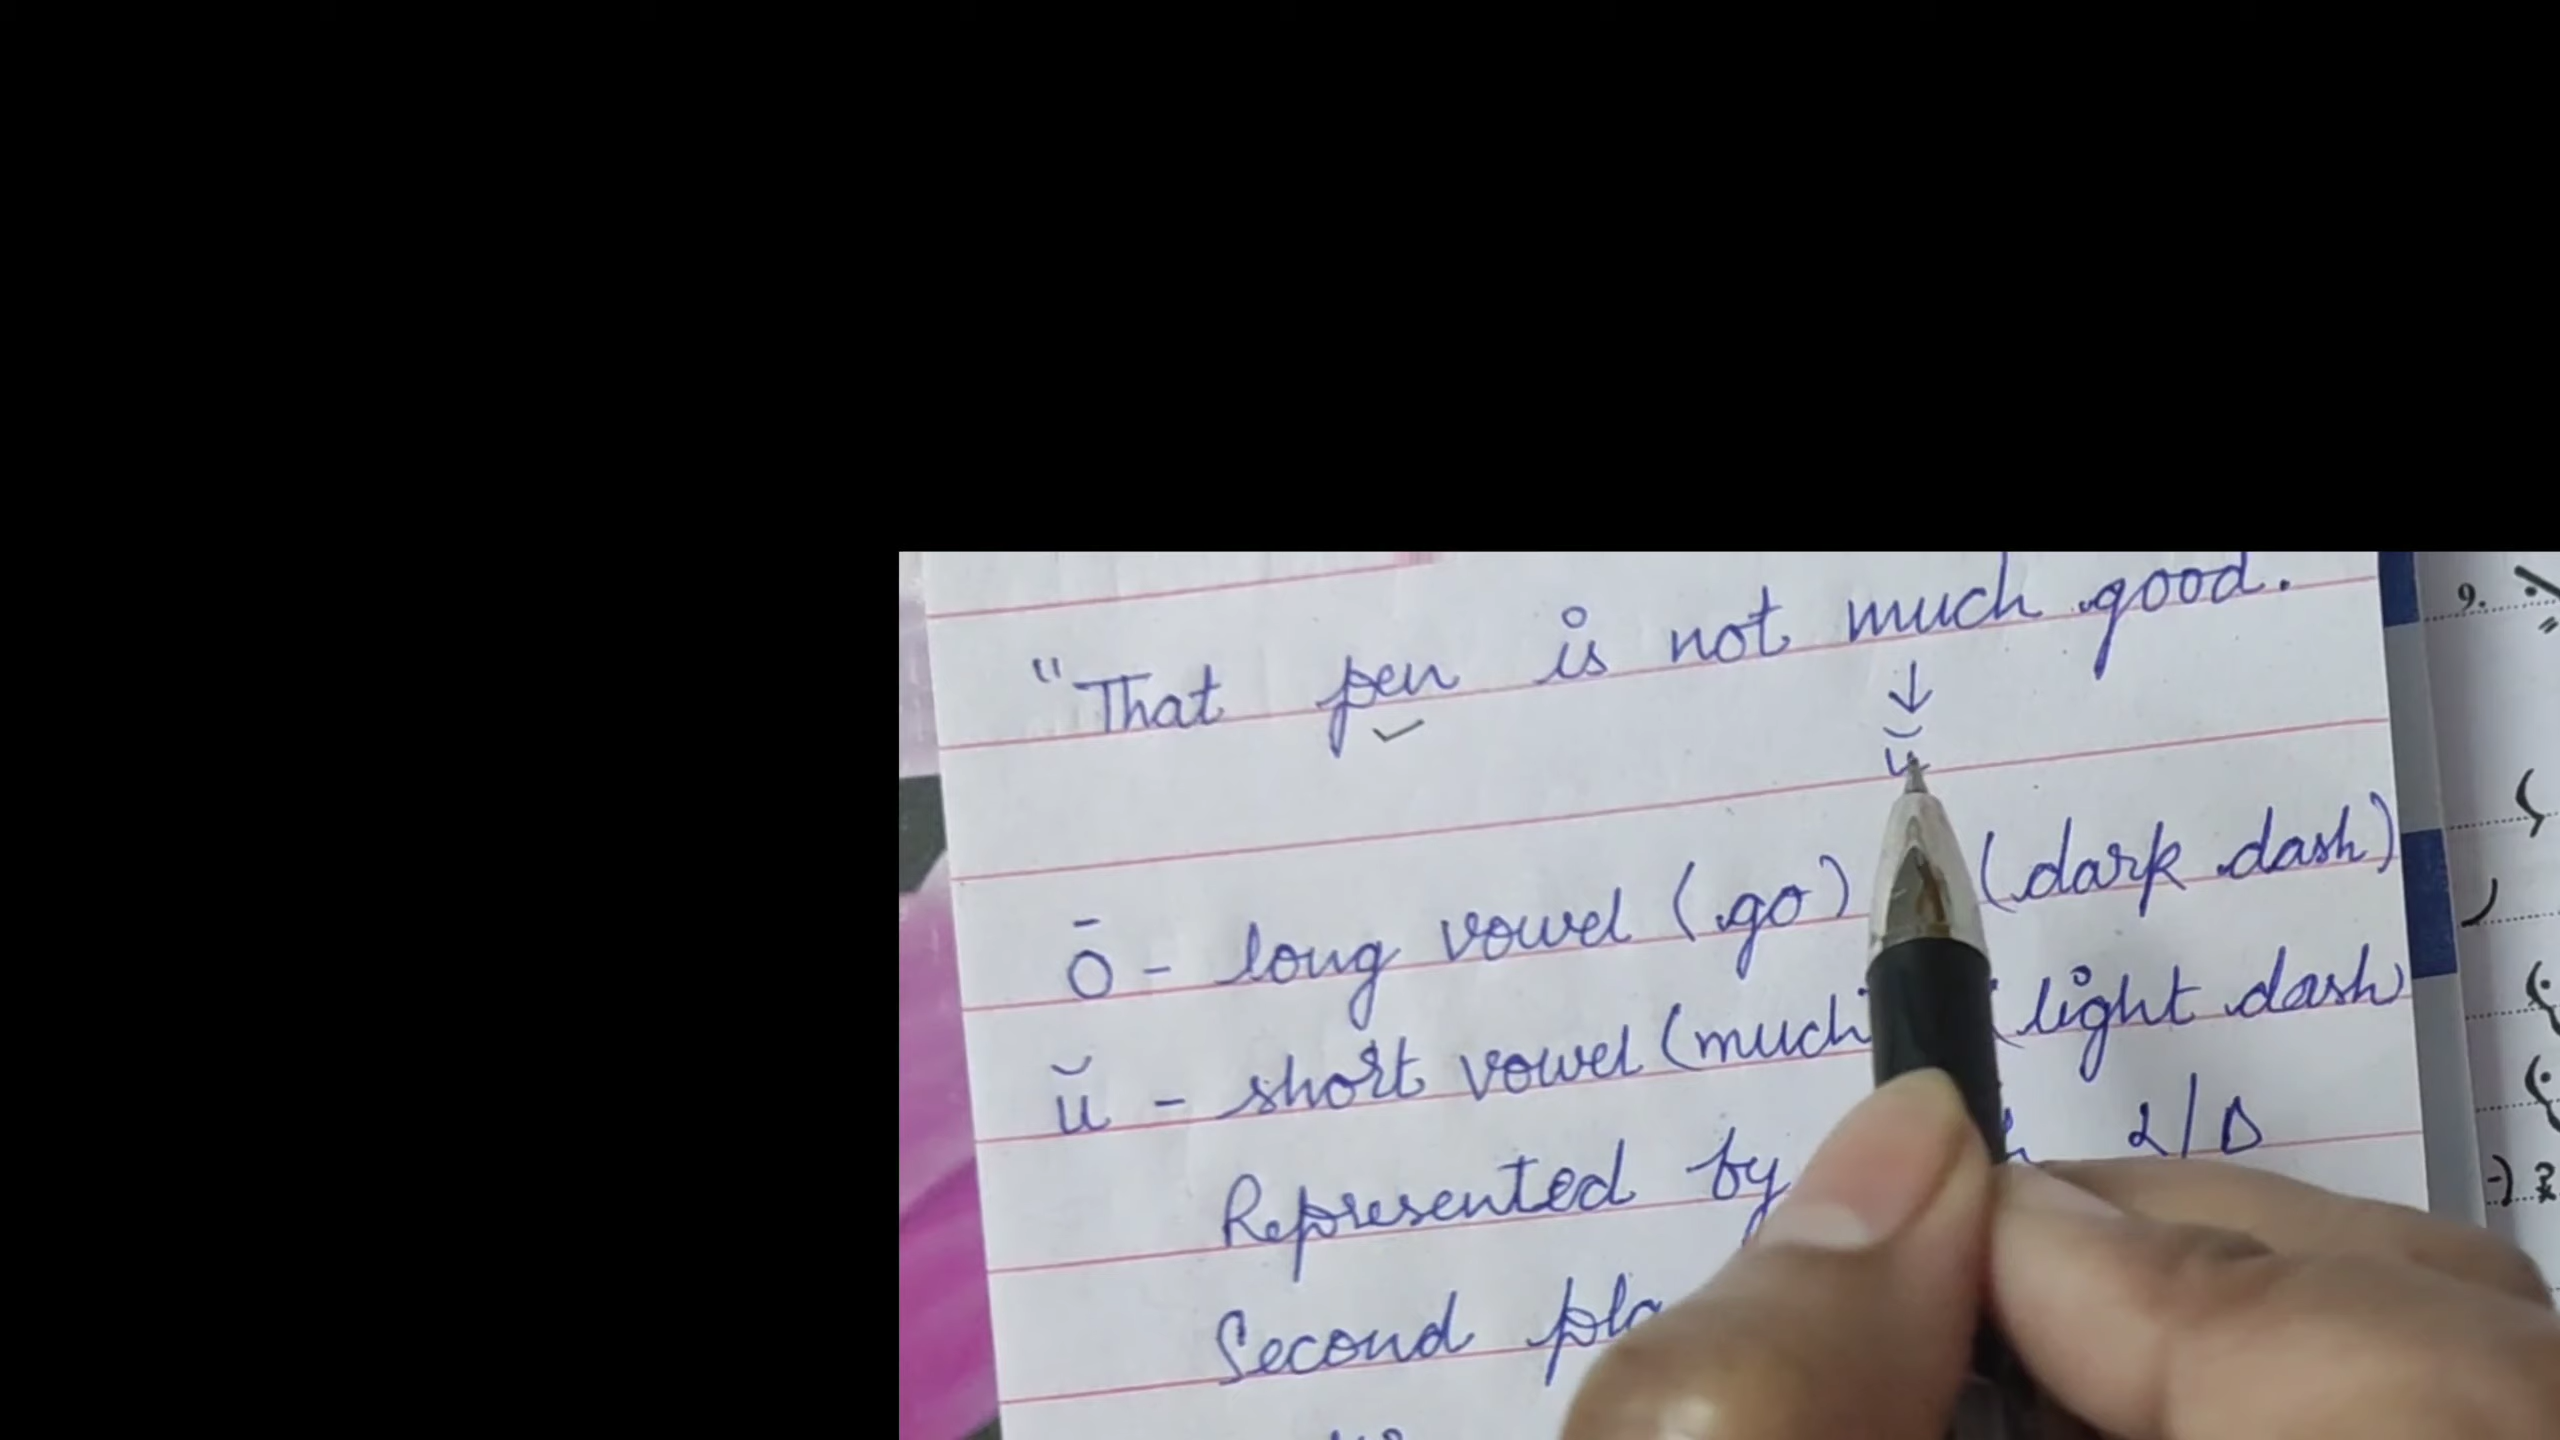 "That pen is not much good.
↓
ŭ
ō - long vowel (go) (dark dash)
ŭ - short vowel (much (light dash
Represented by L/D
Second
9.